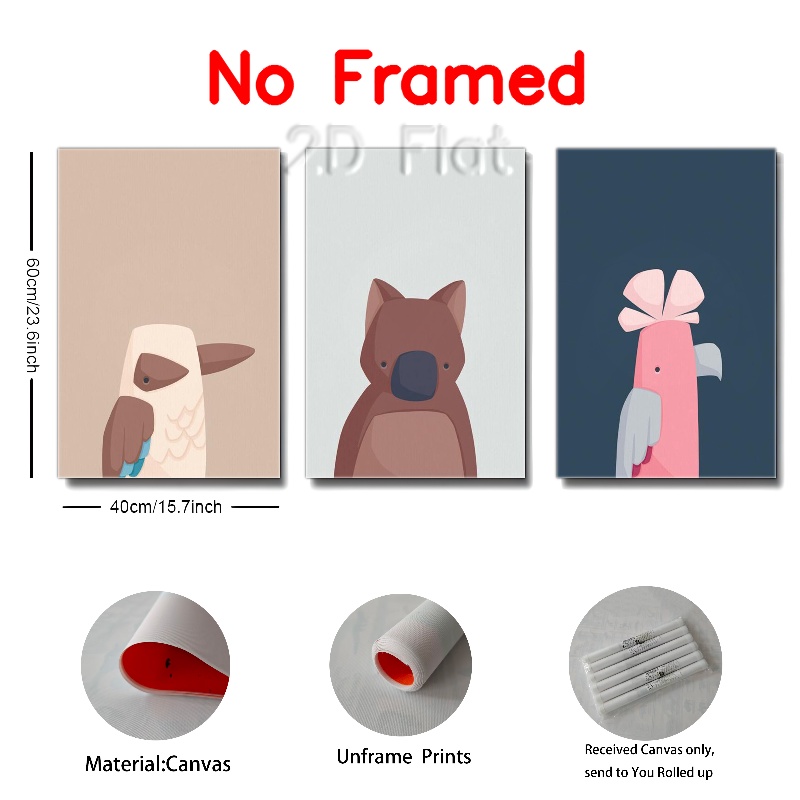 No Framed
2D Flat
60cm/23.6inch
40cm/15.7inch
Material:Canvas
Unframe Prints
Received Canvas only,
send to You Rolled up